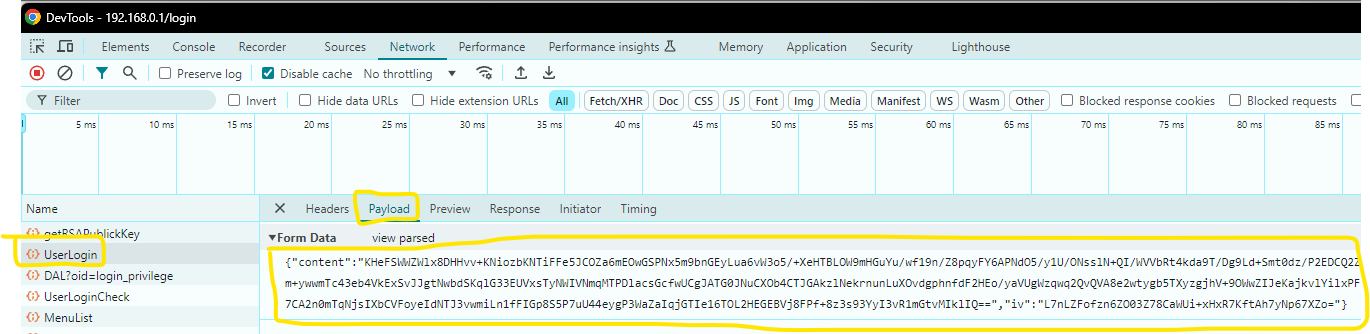 DevTools - 192.168.0.1/login
Elements Console Recorder Sources Network Performance Performance insights Memory Application Security Lighthouse
Preserve log Disable cache No throttling
Filter Invert Hide data URLs Hide extension URLs All Fetch/XHR Doc CSS JS Font Img Media Manifest WS Wasm Other Blocked response cookies Blocked requests
5 ms 10 ms 15 ms 20 ms 25 ms 30 ms 35 ms 40 ms 45 ms 50 ms 55 ms 60 ms 65 ms 70 ms 75 ms 80 ms 85 ms
Name Headers Payload Preview Response Initiator Timing
getRSAPublickKey
▼Form Data view parsed
UserLogin
{"content":"KHeFSWWZWlx8DHHvv+KNiozbKNTiFFe5JCOZa6mEOwGSPNx5m9bnGEyLua6vW3o5/+XeHTBLOW9mHGuYu/wf19n/Z8pqyFY6APNdO5/y1U/ONsslN+QI/WVVbRt4kda9T/Dg9Ld+Smt0dz/P2EDCQ2Z
DAL?oid=login_privilege
m+ywwmTc43eb4VkExSvJJgtNwbdSKqlG33EUVxsTyNWIVNmqMTPDlacsGcfwUCgJATG0JNuCXOb4CTJGAkzlNekrnunLuXOvdgphnfdF2HEo/yaVUgWzqwq2QvQVA8e2wtygb5TXyzgjhV+9OWwZIJeKajkvlYilxPF
UserLoginCheck
7CA2n0mTqNjsIXbCVFoyeIdNTJ3vwmiLn1fFIGp8S5P7uU44eygP3WaZaIqjGTIe16TOL2HEGEBVj8FPf+8z3s93YyI3vR1mGtvMIklIQ==","iv":"L7nLZFofzn6ZO03Z78CaWUi+xHxR7KftAh7yNp67XZo="}
MenuList